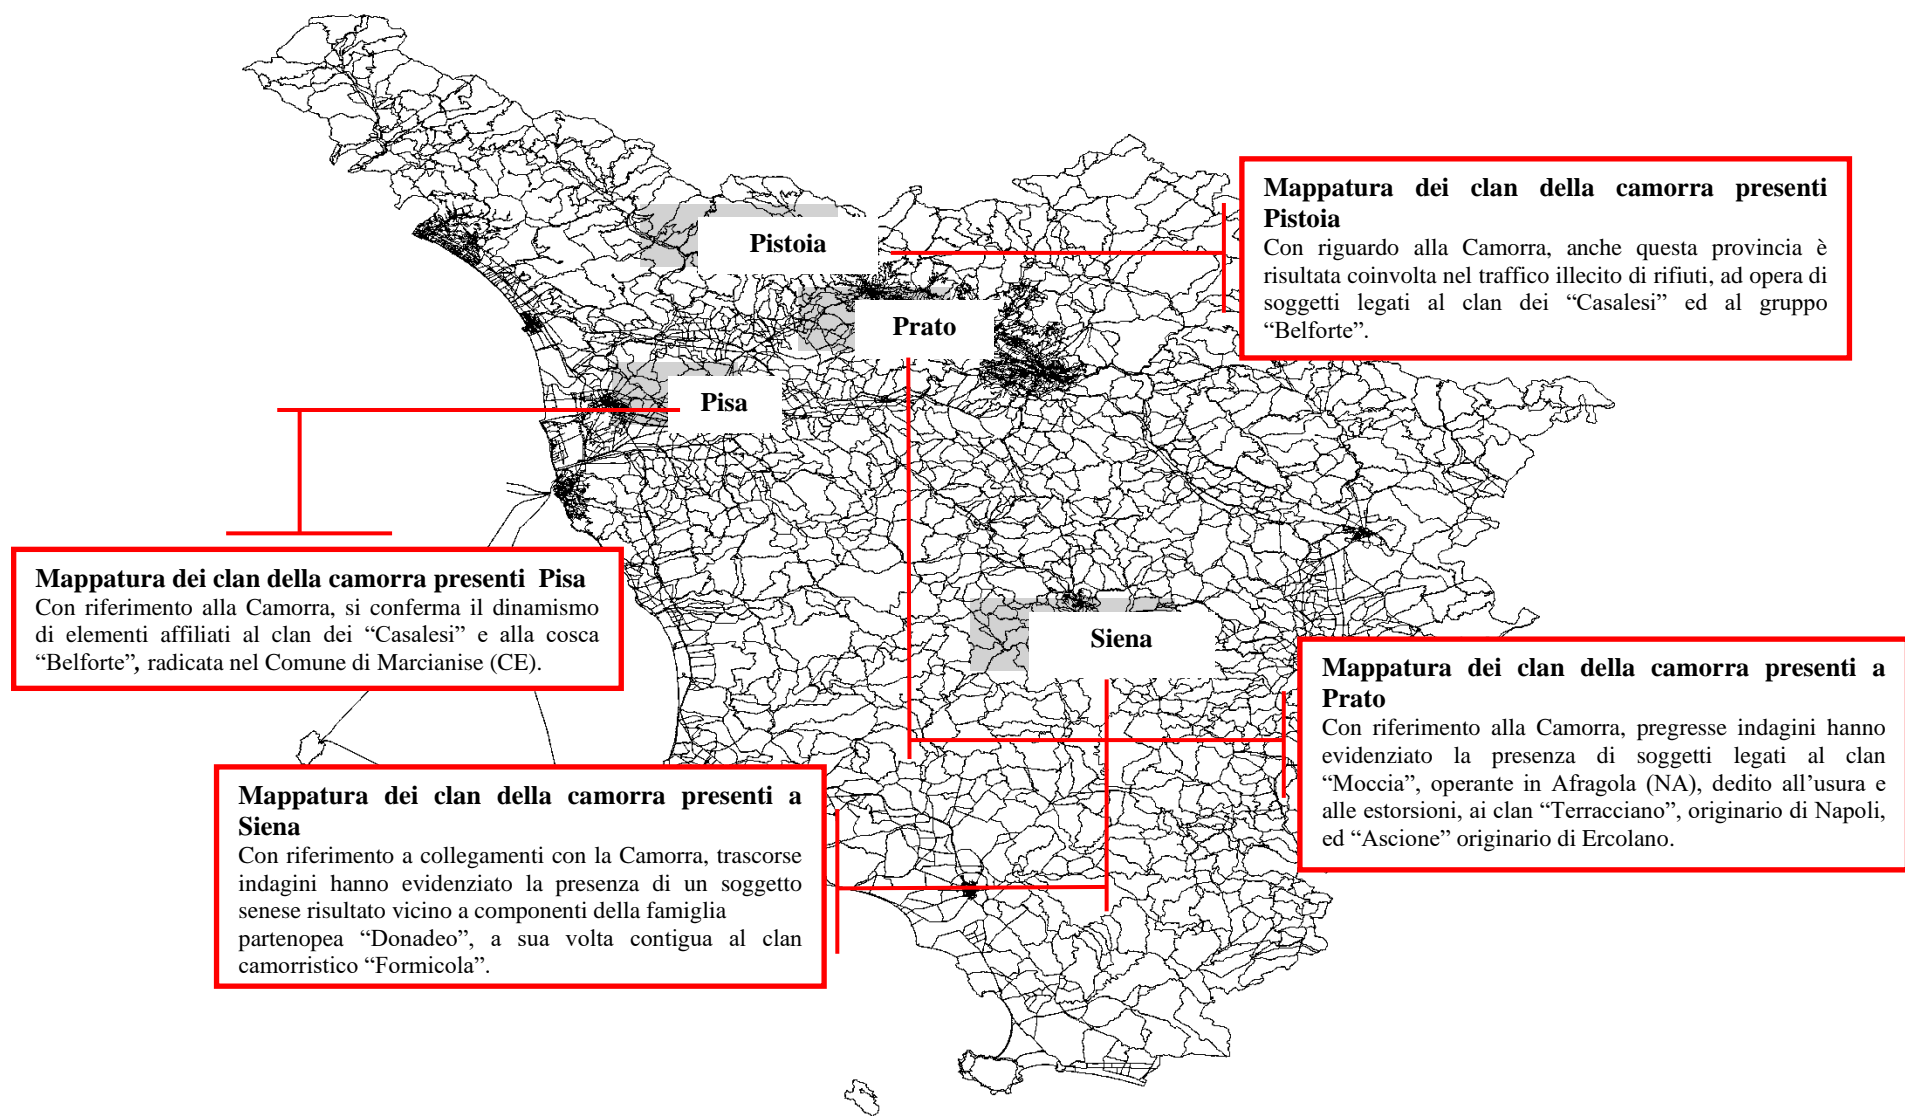 Pistoia
Prato
Pisa
Siena
Mappatura dei clan della camorra presenti
Pistoia
Con riguardo alla Camorra, anche questa provincia è
risultata coinvolta nel traffico illecito di rifiuti, ad opera di
soggetti legati al clan dei “Casalesi” ed al gruppo
“Belforte”.
Mappatura dei clan della camorra presenti Pisa
Con riferimento alla Camorra, si conferma il dinamismo
di elementi affiliati al clan dei “Casalesi” e alla cosca
“Belforte”, radicata nel Comune di Marcianise (CE).
Mappatura dei clan della camorra presenti a
Prato
Con riferimento alla Camorra, pregresse indagini hanno
evidenziato la presenza di soggetti legati al clan
“Moccia”, operante in Afragola (NA), dedito all’usura e
alle estorsioni, ai clan “Terracciano”, originario di Napoli,
ed “Ascione” originario di Ercolano.
Mappatura dei clan della camorra presenti a
Siena
Con riferimento a collegamenti con la Camorra, trascorse
indagini hanno evidenziato la presenza di un soggetto
senese risultato vicino a componenti della famiglia
partenopea “Donadeo”, a sua volta contigua al clan
camorristico “Formicola”.